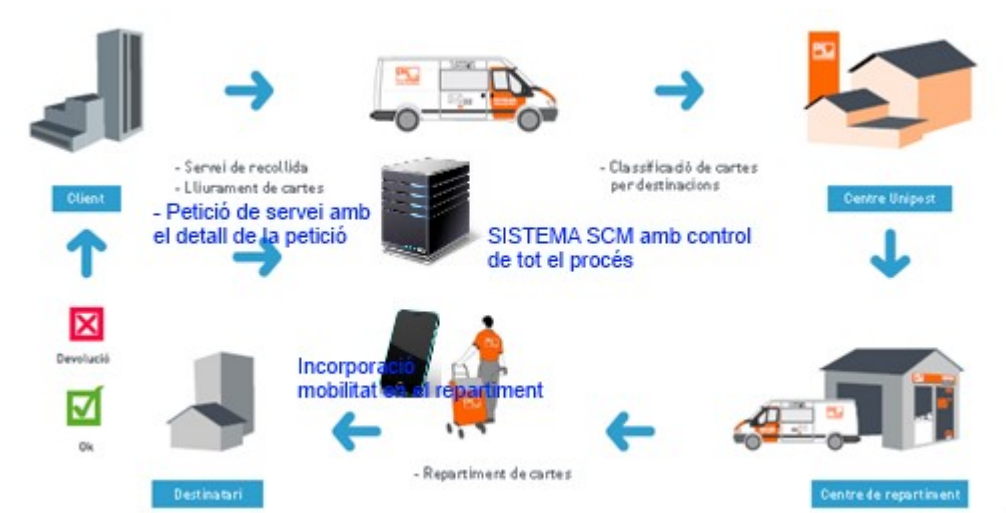 - Servei de recollida
- Lliurament de cartes
- Classificació de cartes
per destinacions
Client
Centre Unipost
- Petició de servei amb
el detall de la petició
SISTEMA SCM amb control
de tot el procés
Devolució
Ok
Incorporació
mobilitat en el repartiment
- Repartiment de cartes
Destinatari
Centre de repartiment